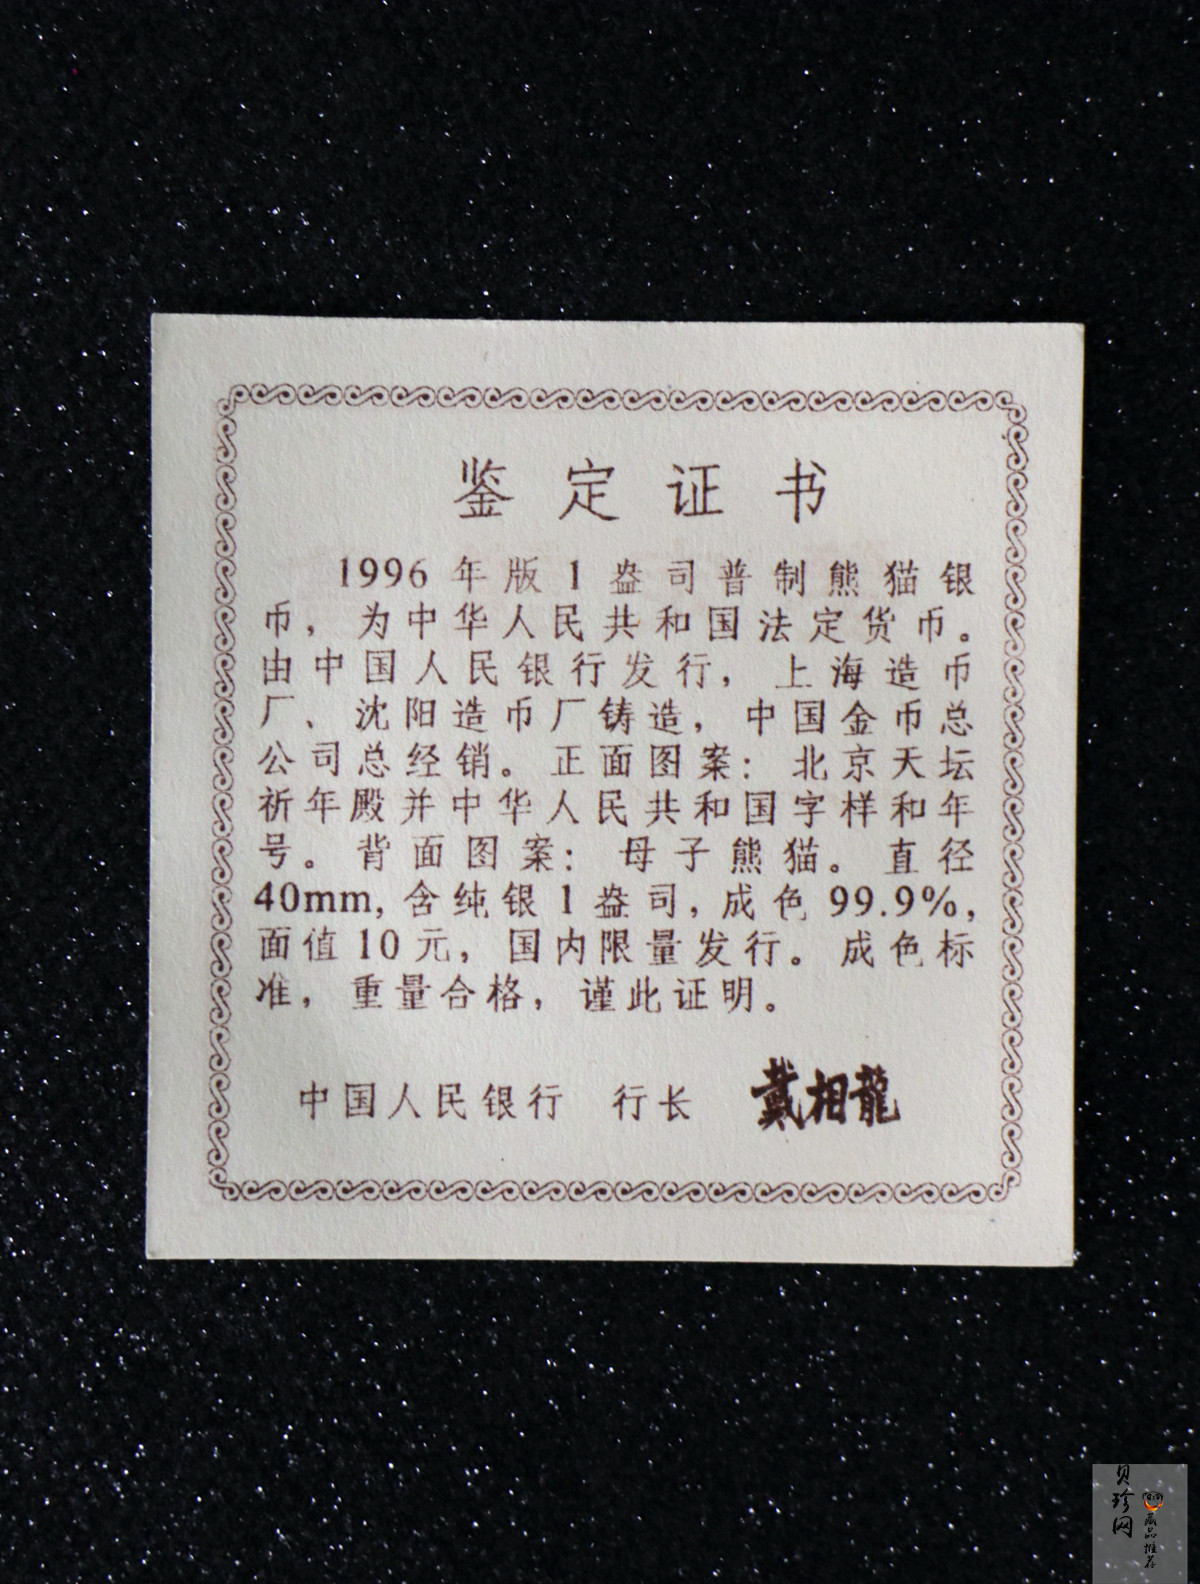 鉴定证书
1996年版1盎司普制熊猫银
币，为中华人民共和国法定货币。
由中国人民银行发行，上海造币
厂、沈阳造币厂铸造，中国金币总
公司总经销。正面图案：北京天坛
祈年殿并中华人民共和国字样和年
号。背面图案：母子熊猫。直径
40mm,含纯银1盎司,成色99.9%,
面值10元，国内限量发行。成色标
准，重量合格，谨此证明。
中国人民银行 行长 戴相龍
贝珍网
藏品推荐